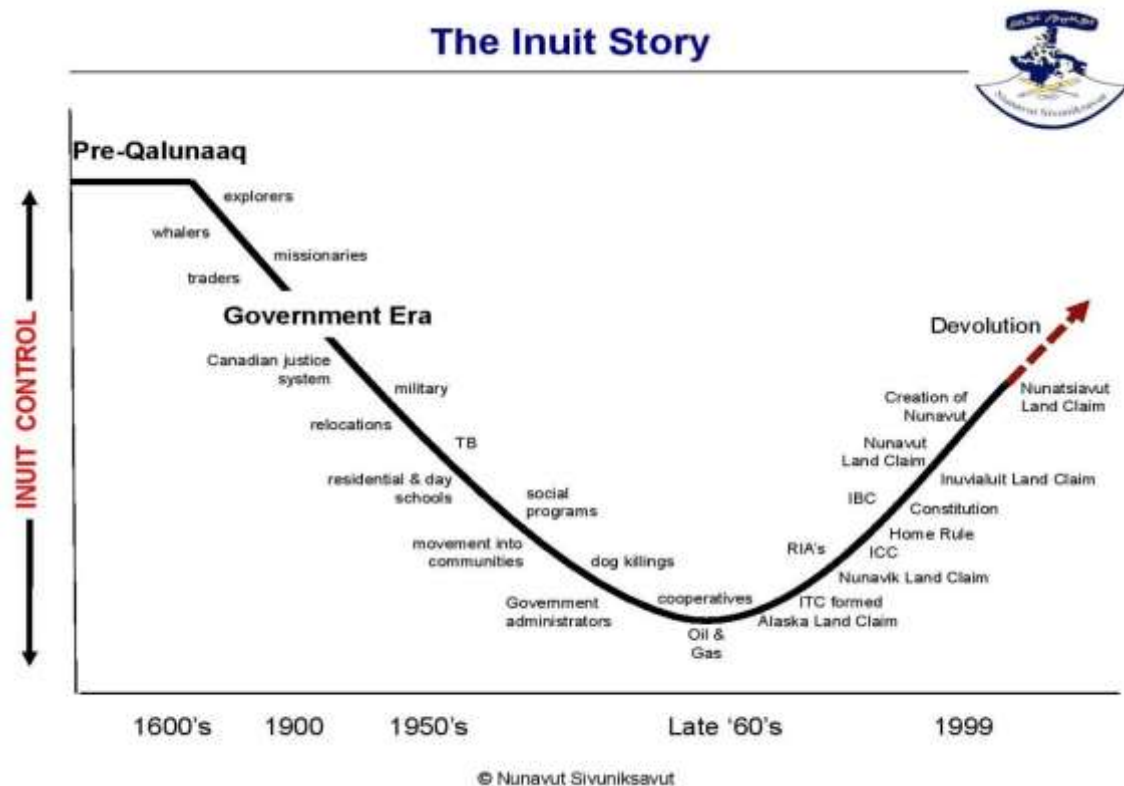 The Inuit Story
Nunavut Sivuniksavut
Pre-Qalunaaq
explorers
whalers
missionaries
traders
Government Era
Canadian justice
system
military
relocations
TB
residential & day
schools
social
programs
movement into
communities
dog killings
Government
administrators
cooperatives
Oil &
Gas
Alaska Land Claim
ITC formed
Nunavik Land Claim
RIA's
ICC
Home Rule
IBC
Constitution
Inuvialuit Land Claim
Nunavut
Land Claim
Creation of
Nunavut
Nunatsiavut
Land Claim
Devolution
INUIT CONTROL
1600's
1900
1950's
Late '60's
1999
© Nunavut Sivuniksavut